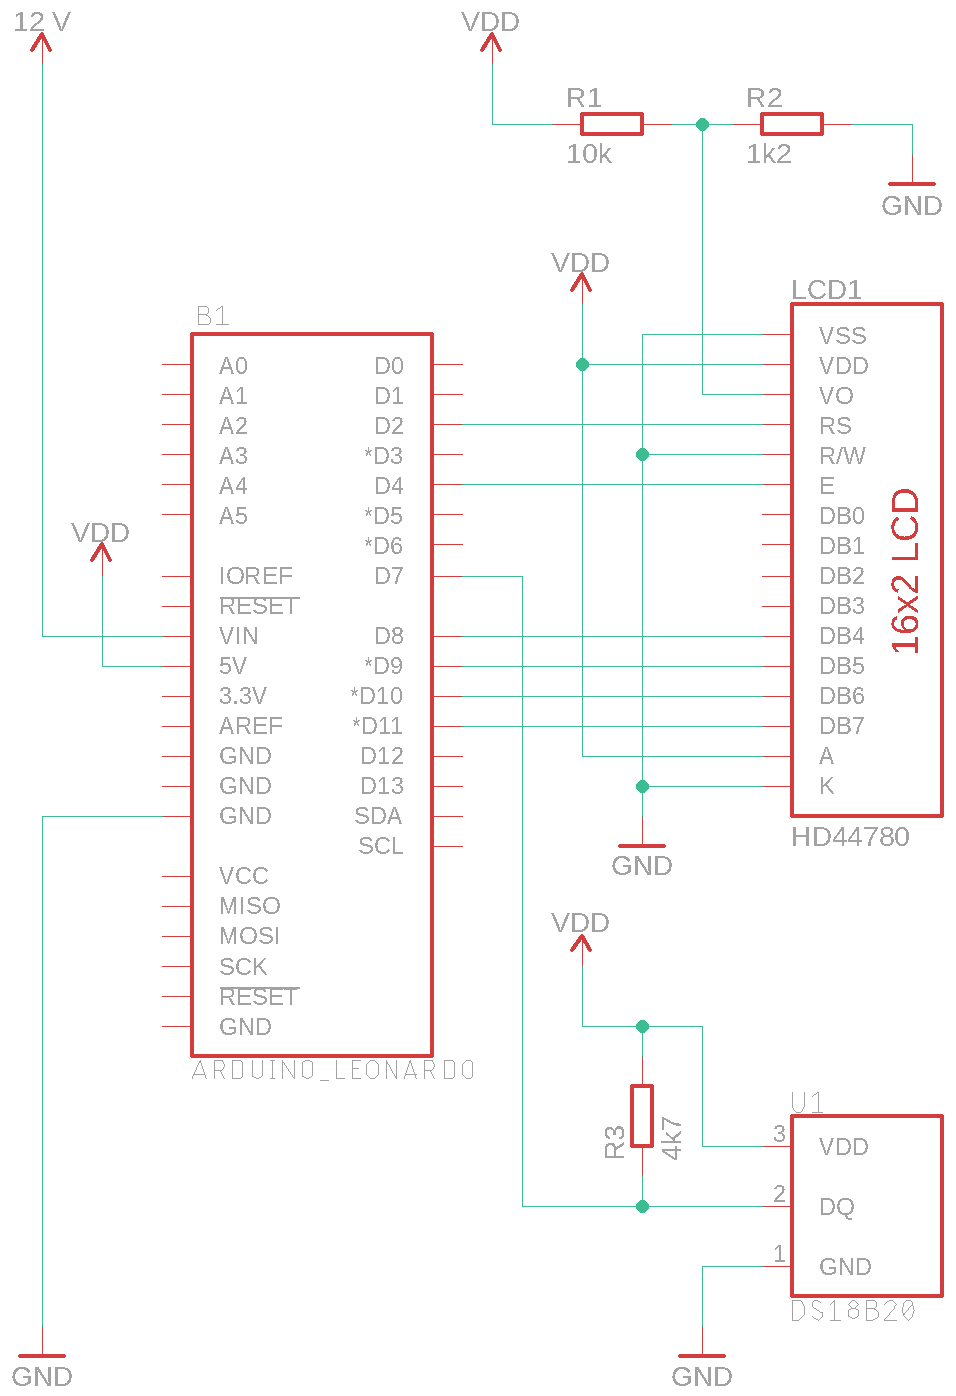 12 V
VDD
R1
10k
R2
1k2
GND
VDD
LCD1
VSS
VDD
VO
RS
R/W
E
DB0
DB1
DB2
DB3
DB4
DB5
DB6
DB7
A
K
16x2 LCD
HD44780
GND
B1
A0
A1
A2
A3
A4
A5
IOREF
RESET
VIN
5V
3.3V
AREF
GND
GND
GND
VCC
MISO
MOSI
SCK
RESET
GND
D0
D1
D2
*D3
D4
*D5
*D6
D7
D8
*D9
*D10
*D11
D12
D13
SDA
SCL
ARDUINO_LEONARDO
VDD
GND
VDD
R3
4k7
U1
3
VDD
2
DQ
1
GND
DS18B20
GND